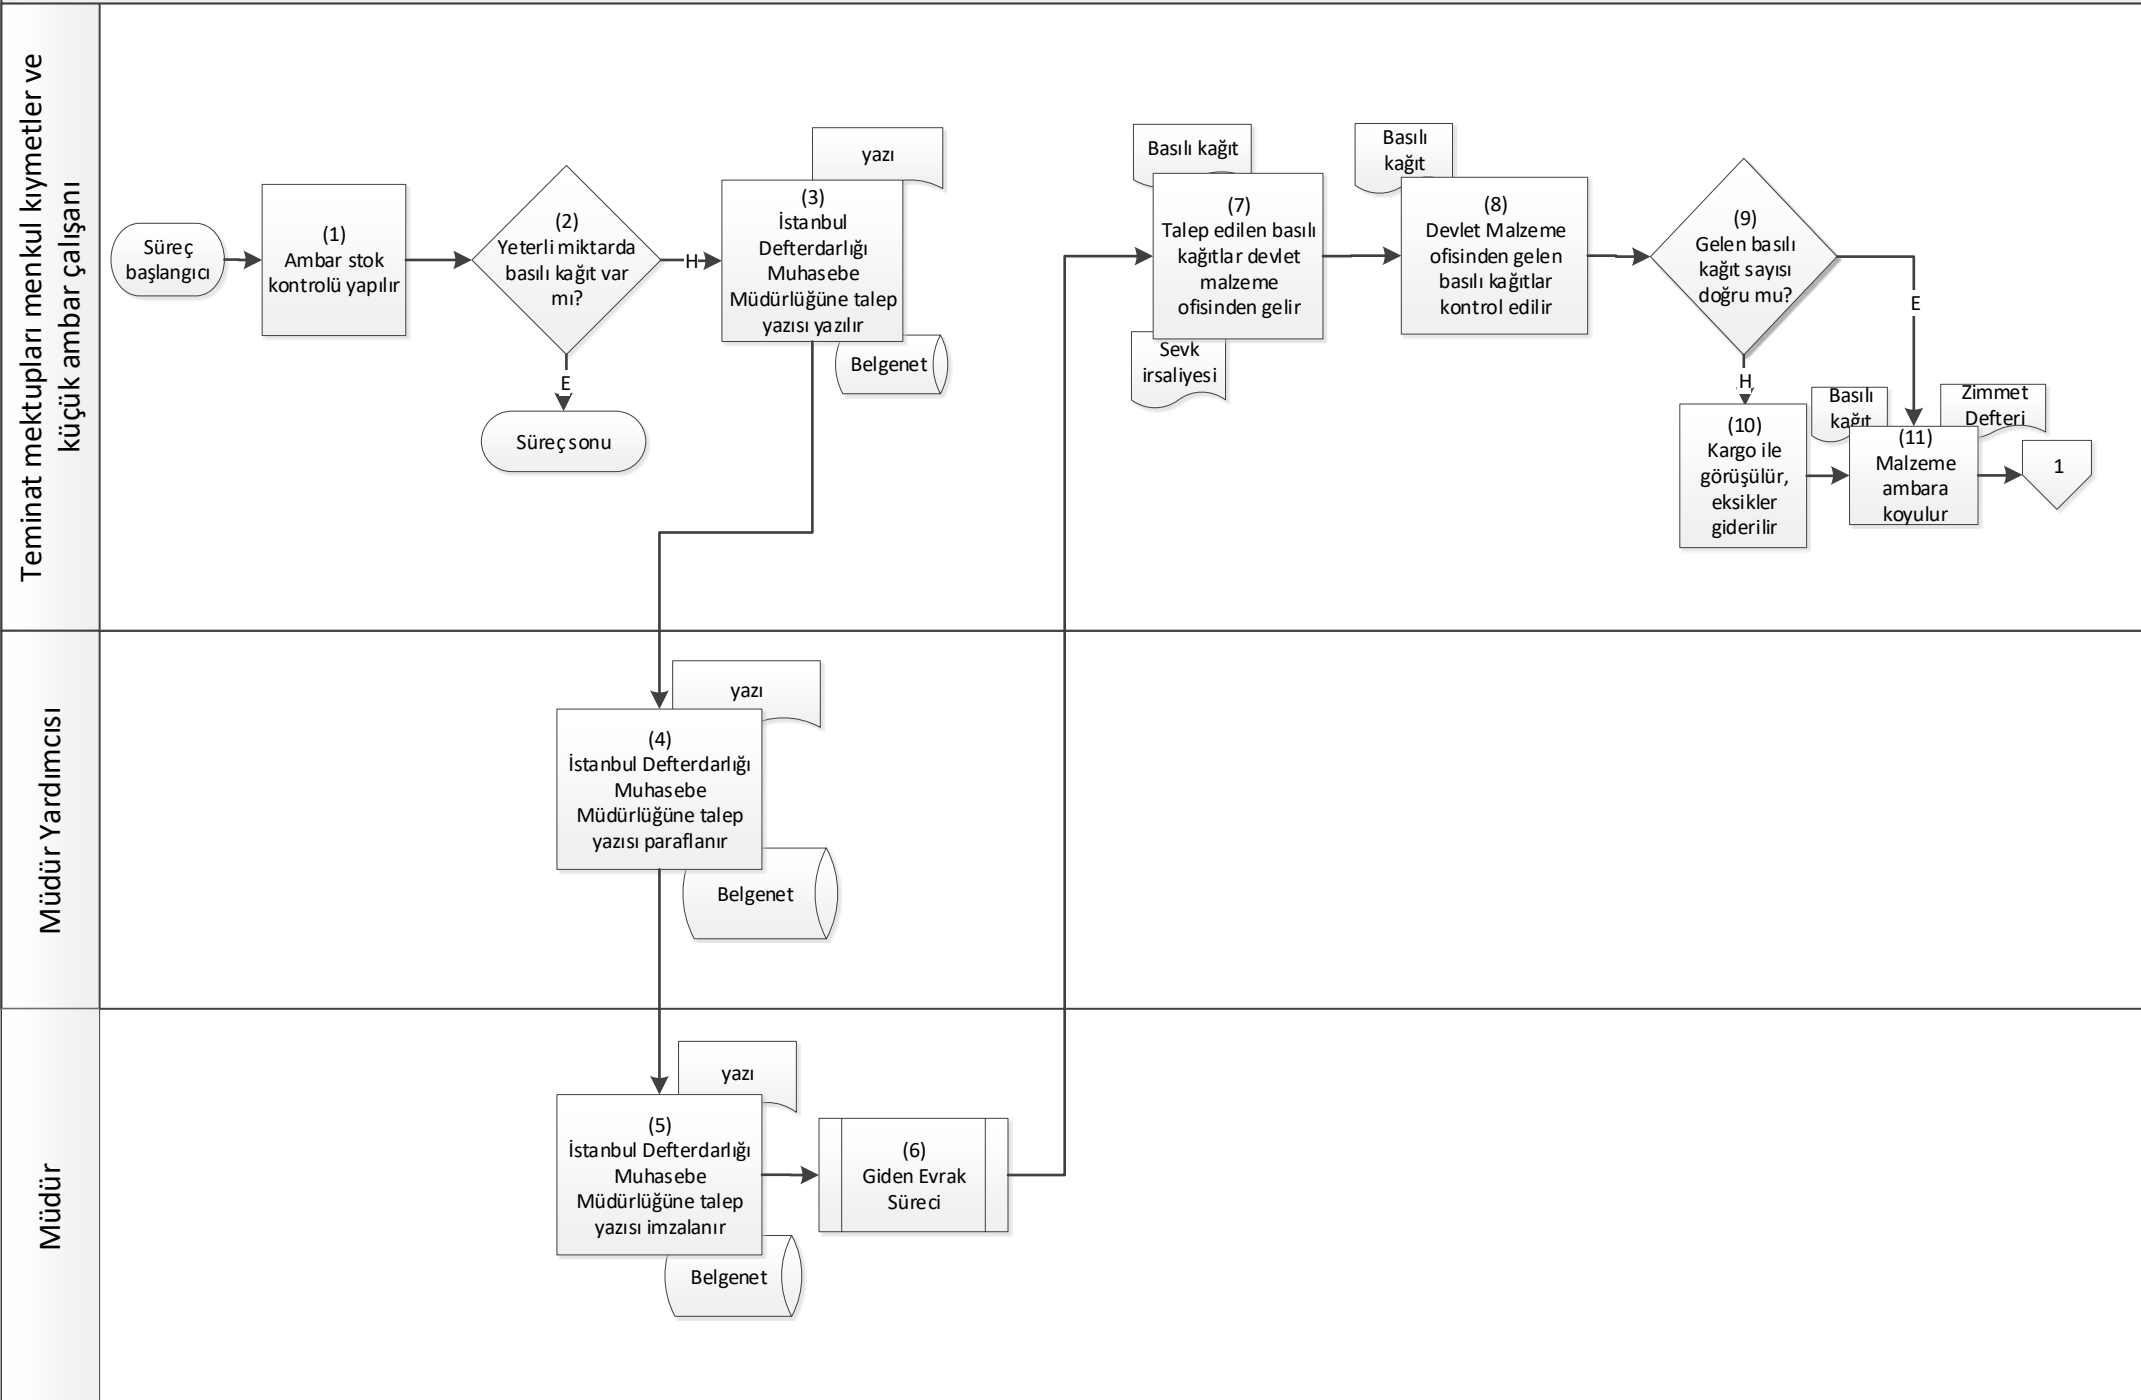 Teminat mektupları menkul kıymetler ve
küçük ambar çalışanı
Süreç
başlangıcı
(1)
Ambar stok
kontrolü yapılır
(2)
Yeterli miktarda
basılı kağıt var
mı?
H
E
Süreç sonu
yazı
(3)
İstanbul
Defterdarlığı
Muhasebe
Müdürlüğüne talep
yazısı yazılır
Belgenet
Basılı kağıt
(7)
Talep edilen basılı
kağıtlar devlet
malzeme
ofisinden gelir
Sevk
irsaliyesi
Basılı
kağıt
(8)
Devlet Malzeme
ofisinden gelen
basılı kağıtlar
kontrol edilir
(9)
Gelen basılı
kağıt sayısı
doğru mu?
E
H
(10)
Kargo ile
görüşülür,
eksikler
giderilir
Basılı
kağıt
Zimmet
Defteri
(11)
Malzeme
ambara
koyulur
1
Müdür Yardımcısı
yazı
(4)
İstanbul Defterdarlığı
Muhasebe
Müdürlüğüne talep
yazısı paraflanır
Belgenet
Müdür
yazı
(5)
İstanbul Defterdarlığı
Muhasebe
Müdürlüğüne talep
yazısı imzalanır
Belgenet
(6)
Giden Evrak
Süreci